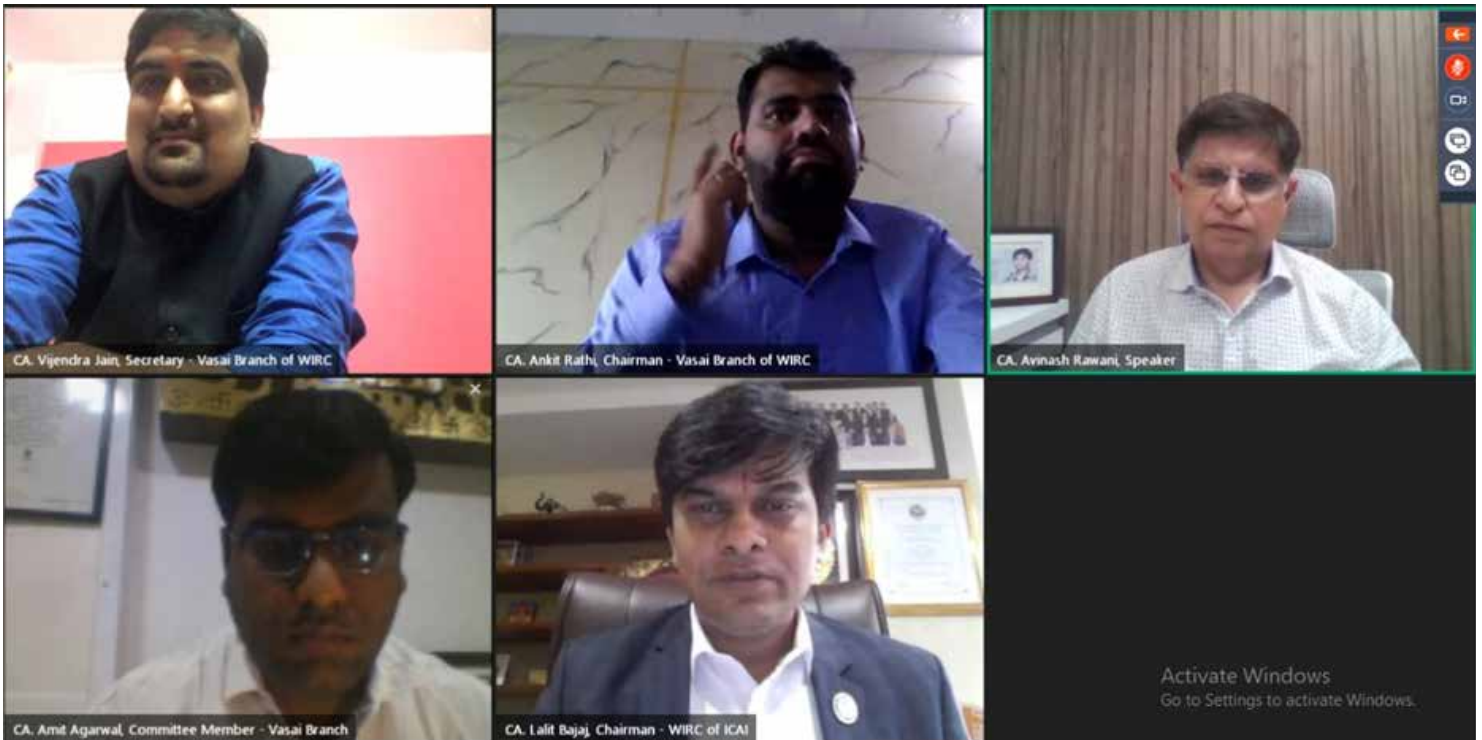 CA. Vijendra Jain, Secretary - Vasai Branch of WIRC
CA. Ankit Rathi, Chairman - Vasai Branch of WIRC
CA. Avinash Rawani, Speaker
CA. Amit Agarwal, Committee Member - Vasai Branch
CA. Lalit Bajaj, Chairman - WIRC of ICAI
Activate Windows
Go to Settings to activate Windows.